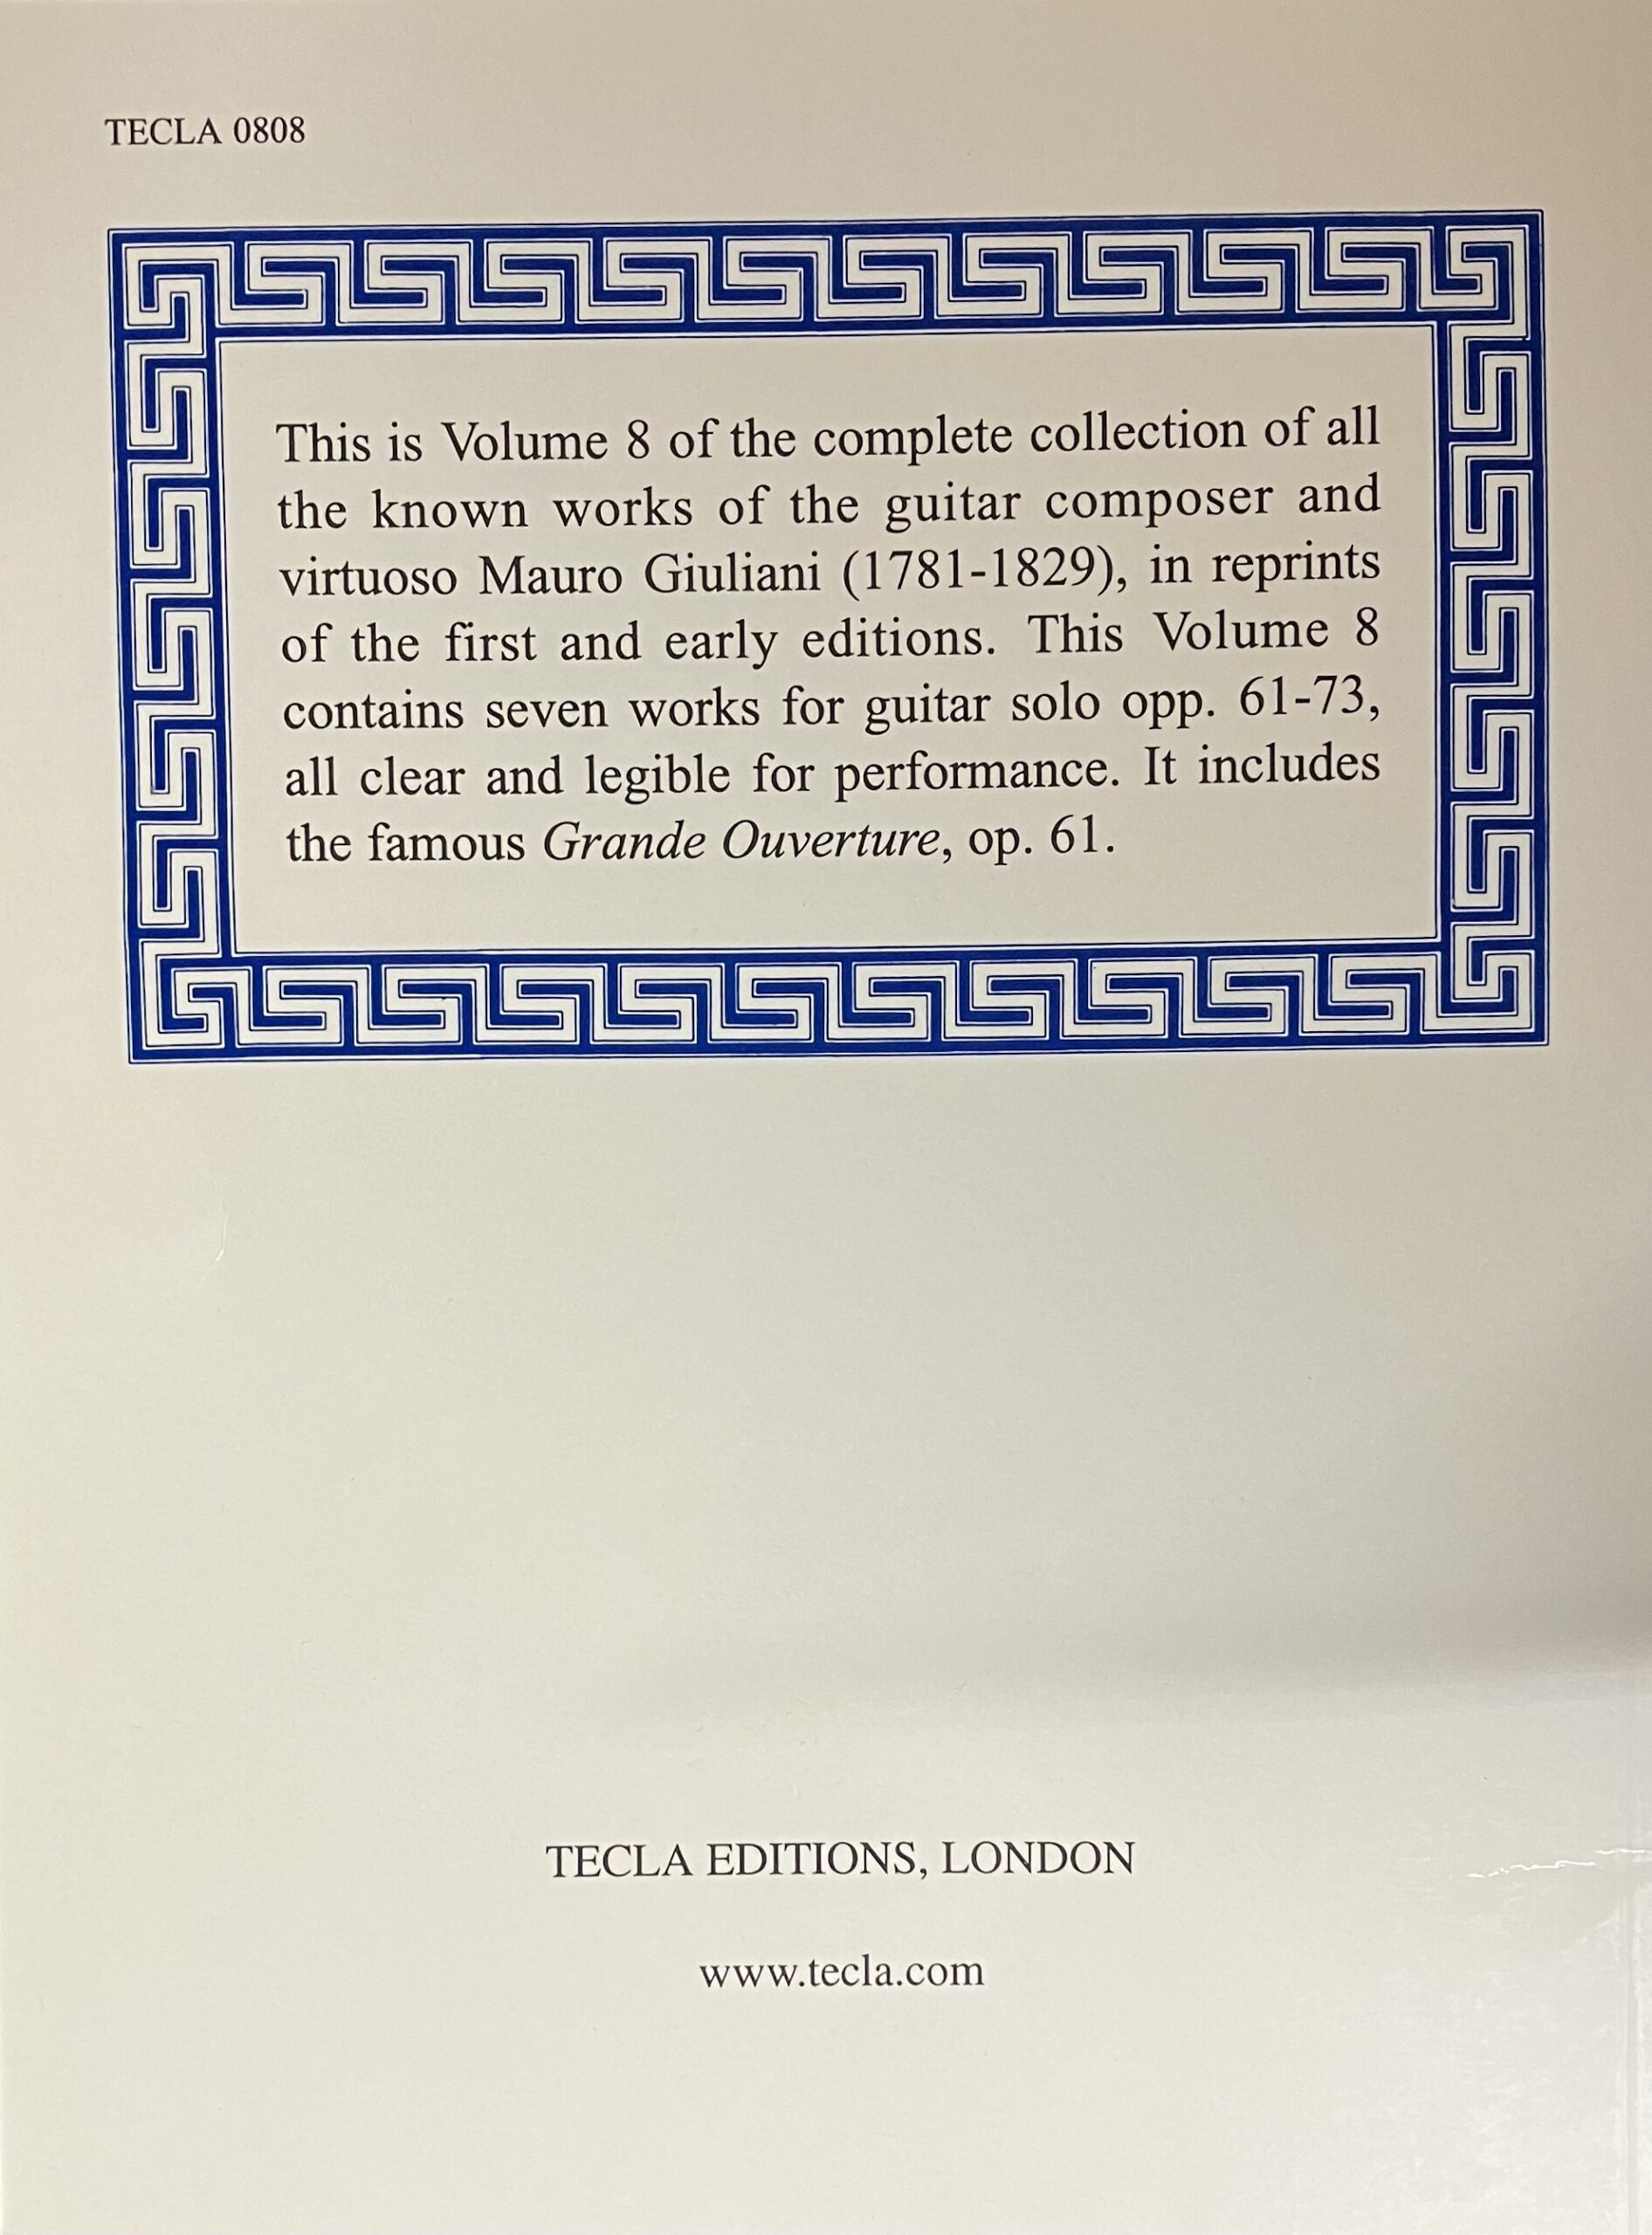 TECLA 0808
This is Volume 8 of the complete collection of all
the known works of the guitar composer and
virtuoso Mauro Giuliani (1781-1829), in reprints
of the first and early editions. This Volume 8
contains seven works for guitar solo opp. 61-73,
all clear and legible for performance. It includes
the famous Grande Ouverture, op. 61.
TECLA EDITIONS, LONDON
www.tecla.com